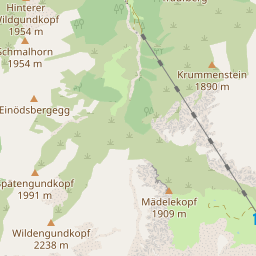 Hinterer
Wildgundkopf
1954 m
Schmalhorn
1954 m
Krummenstein
1890 m
Einödsbergegg
Spätengundkopf
1991 m
Mädelekopf
1909 m
Wildengundkopf
2238 m